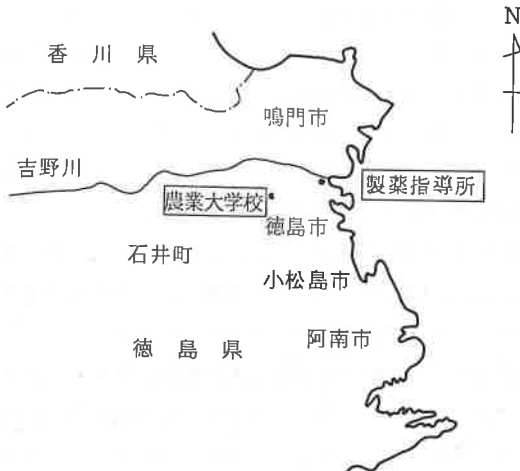 N
香川県
鳴門市
吉野川
製薬指導所
農業大学校
徳島市
石井町
小松島市
徳島県
阿南市